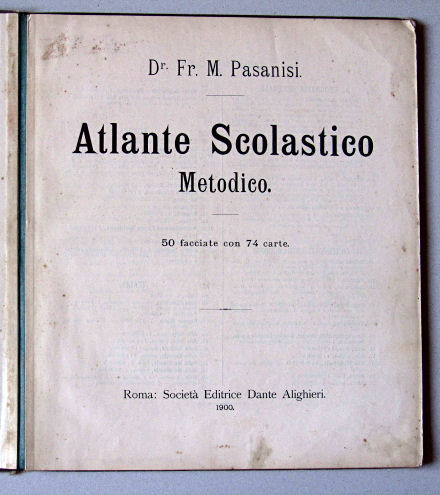 Dr. Fr. M. Pasanisi.
Atlante Scolastico
Metodico.
50 facciate con 74 carte.
Roma: Società Editrice Dante Alighieri.
1900.